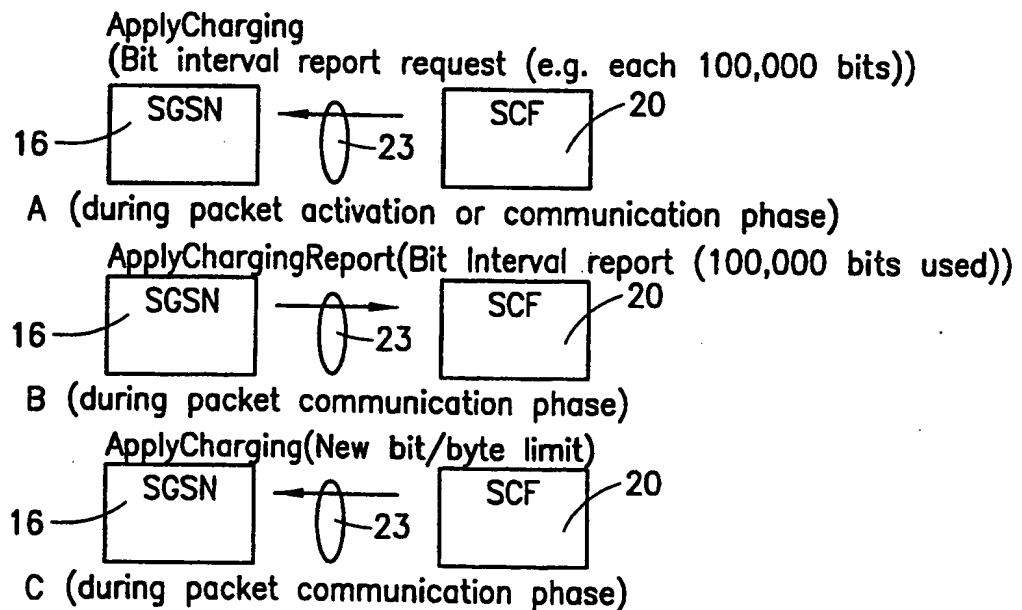 ApplyCharging
(Bit interval report request (e.g. each 100,000 bits))
SGSN SCF 20
16 23
A (during packet activation or communication phase)
ApplyChargingReport(Bit Interval report (100,000 bits used))
SGSN SCF 20
16 23
B (during packet communication phase)
ApplyCharging(New bit/byte limit)
SGSN SCF 20
16 23
C (during packet communication phase)